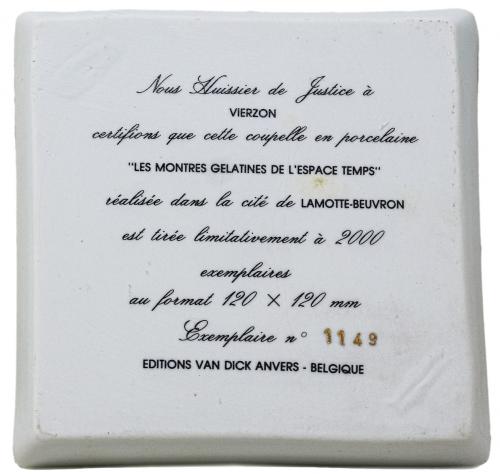 Nous Huissier de Justice à
VIERZON
certifions que cette coupelle en porcelaine
"LES MONTRES GELATINES DE L'ESPACE TEMPS"
réalisée dans la cité de LAMOTTE-BEUVRON
est tirée limitativement à 2000
exemplaires
au format 120 × 120 mm
Exemplaire n° 1149
EDITIONS VAN DICK ANVERS - BELGIQUE